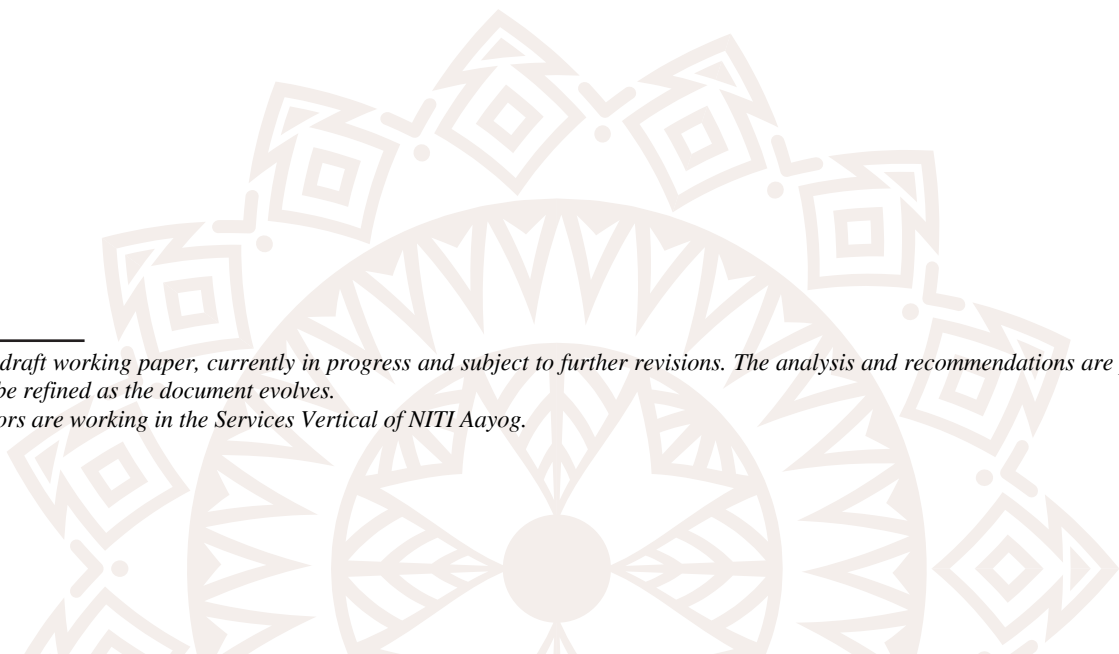 draft working paper, currently in progress and subject to further revisions. The analysis and recommendations are
be refined as the document evolves.
ors are working in the Services Vertical of NITI Aayog.